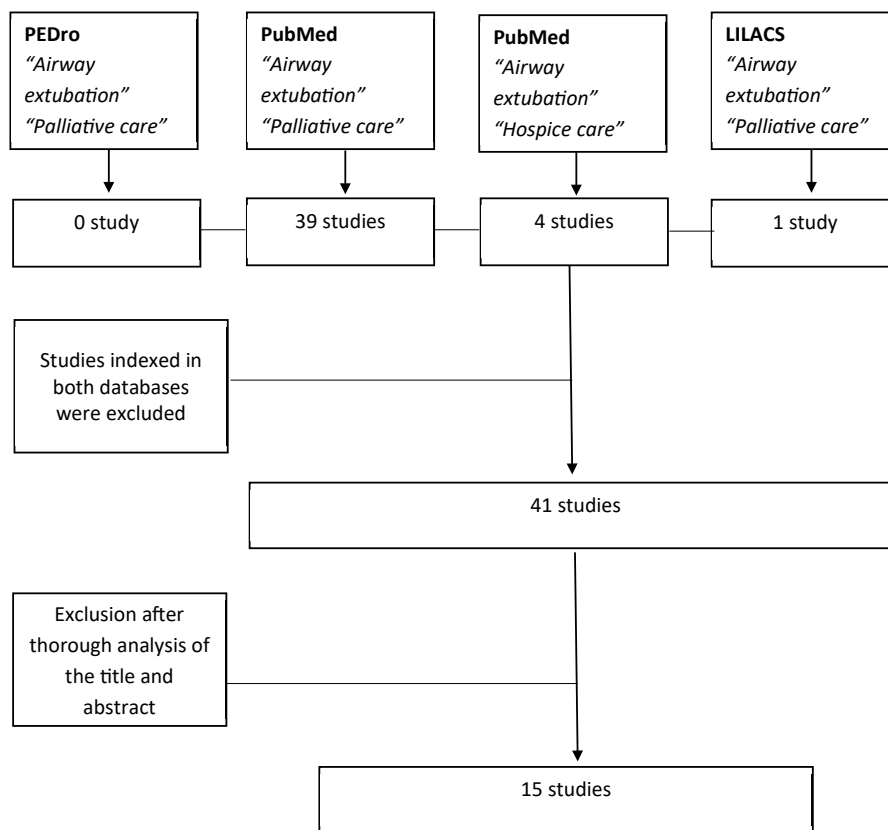 PEDro
“Airway
extubation”
“Palliative care”
PubMed
“Airway
extubation”
“Palliative care”
PubMed
“Airway
extubation”
“Hospice care”
LILACS
“Airway
extubation”
“Palliative care”
0 study
39 studies
4 studies
1 study
Studies indexed in
both databases
were excluded
41 studies
Exclusion after
thorough analysis of
the title and
abstract
15 studies